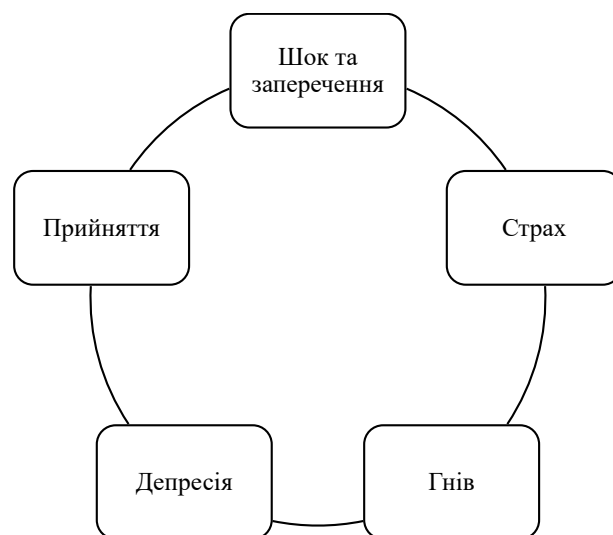 Шок та
заперечення
Страх
Гнів
Депресія
Прийняття